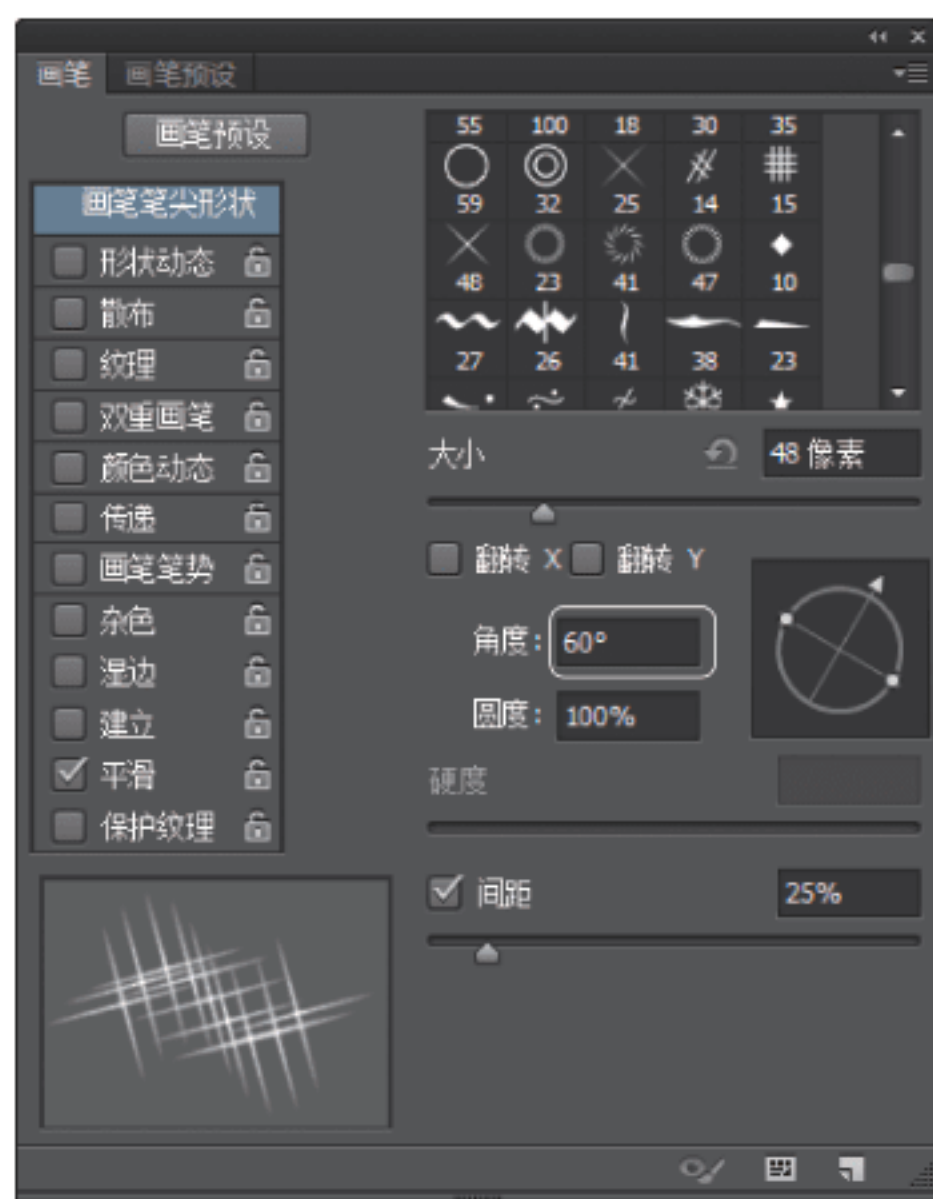 画笔 画笔预设
画笔预设
画笔笔尖形状
形状动态
散布
纹理
双重画笔
颜色动态
传递
画笔笔势
杂色
湿边
建立
平滑
保护纹理
55 100 18 30 35
59 32 25 14 15
48 23 41 47 10
27 26 41 38 23
大小 48 像素
翻转 X 翻转 Y
角度: 60°
圆度: 100%
硬度
间距 25%